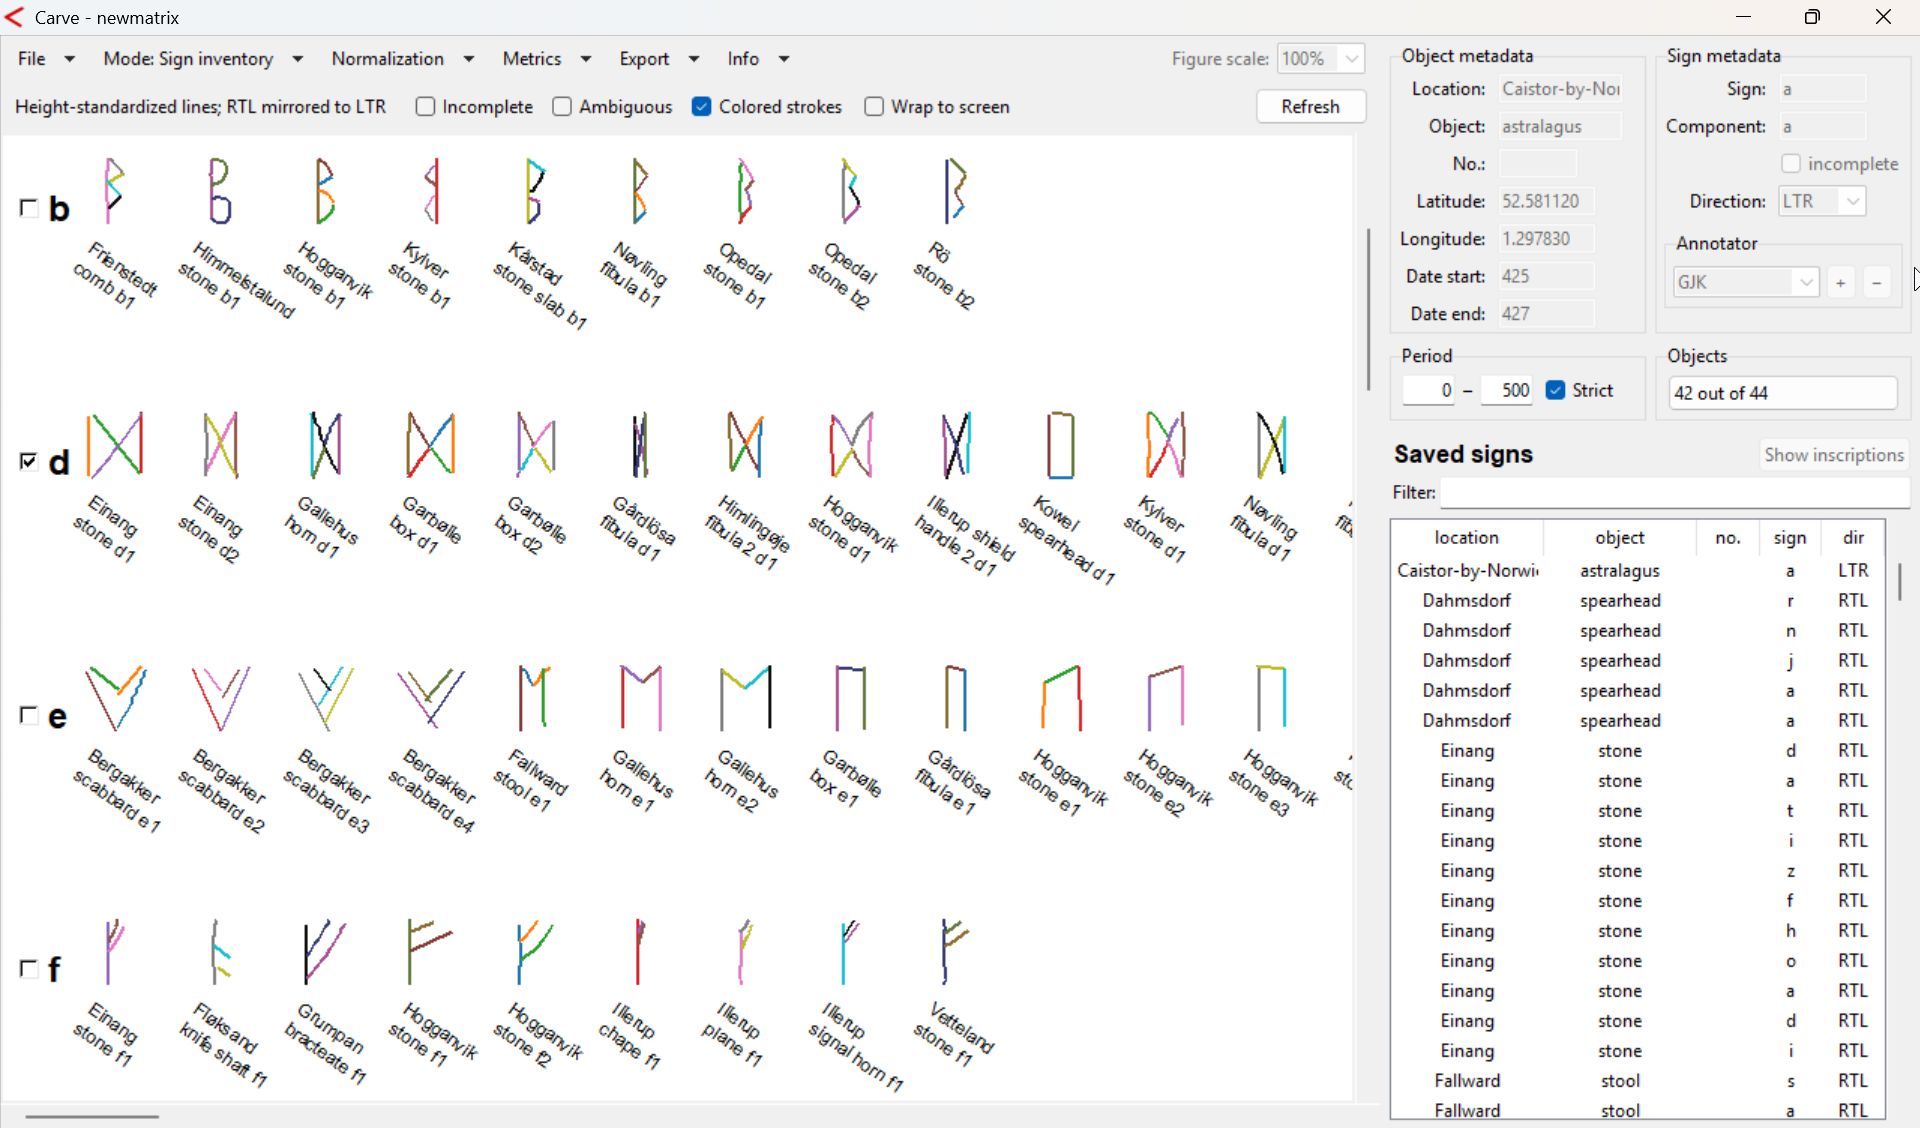 Carve - newmatrix
File Mode: Sign inventory Normalization Metrics Export Info Figure scale: 100%
Height-standardized lines; RTL mirrored to LTR Incomplete Ambiguous Colored strokes Wrap to screen Refresh
b
Frienstedt comb b1
Himmelstalund stone b1
Hogganvik stone b1
Kylver stone b1
Kårstad stone slab b1
Nøvling fibula b1
Opedal stone b1
Opedal stone b2
Rö stone b2
d
Einang stone d1
Einang stone d2
Gallehus horn d1
Garbølle box d1
Garbølle box d2
Gårdlösa fibula d1
Himlingøje fibula 2 d1
Hogganvik stone d1
Illerup shield handle 2 d1
Kowel spearhead d1
Kylver stone d1
Nøvling fibula d1
e
Bergakker scabbard e1
Bergakker scabbard e2
Bergakker scabbard e3
Bergakker scabbard e4
Fallward stool e1
Gallehus horn e1
Gallehus horn e2
Garbølle box e1
Gårdlösa fibula e1
Hogganvik stone e1
Hogganvik stone e2
Hogganvik stone e3
f
Einang stone f1
Fløksand knife shaft f1
Grumpan bracteate f1
Hogganvik stone f1
Hogganvik stone f2
Illerup chape f1
Illerup plane f1
Illerup signal horn f1
Vetteland stone f1
Object metadata
Location: Caistor-by-Nor
Object: astralagus
No.:
Latitude: 52.581120
Longitude: 1.297830
Date start: 425
Date end: 427
Sign metadata
Sign: a
Component: a
incomplete
Direction: LTR
Annotator
GJK + -
Period
0 – 500 Strict
Objects
42 out of 44
Saved signs Show inscriptions
Filter:
location object no. sign dir
Caistor-by-Norwi astralagus a LTR
Dahmsdorf spearhead r RTL
Dahmsdorf spearhead n RTL
Dahmsdorf spearhead j RTL
Dahmsdorf spearhead a RTL
Dahmsdorf spearhead a RTL
Einang stone d RTL
Einang stone a RTL
Einang stone t RTL
Einang stone i RTL
Einang stone z RTL
Einang stone f RTL
Einang stone h RTL
Einang stone o RTL
Einang stone a RTL
Einang stone d RTL
Einang stone i RTL
Fallward stool s RTL
Fallward stool a RTL